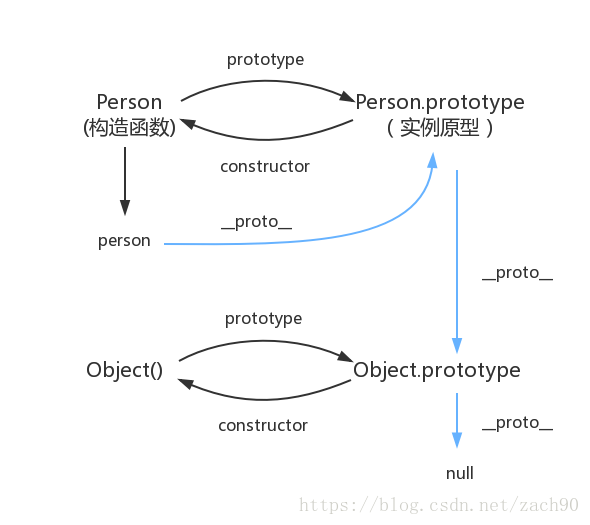 prototype
Person
(构造函数)
Person.prototype
（实例原型）
constructor
__proto__
person
__proto__
prototype
Object()
Object.prototype
constructor
__proto__
null
https://blog.csdn.net/zach90